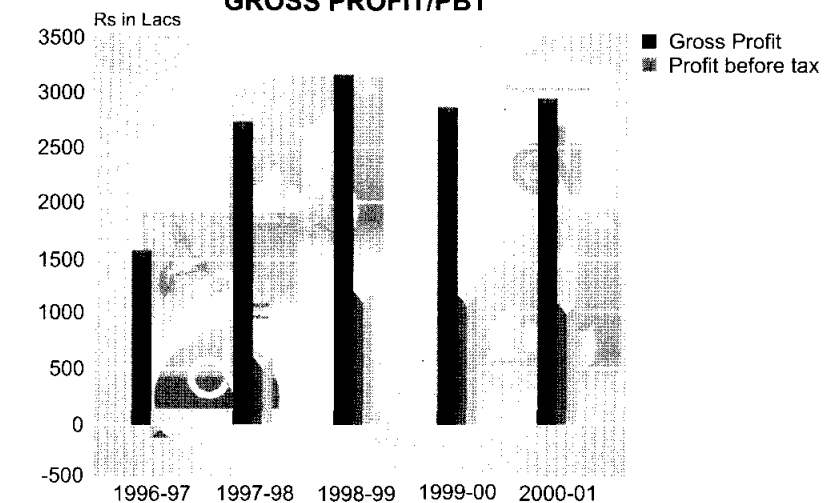 GROSS PROFIT/PBT
Rs in Lacs
3500
3000
2500
2000
1500
1000
500
0
-500
1996-97 1997-98 1998-99 1999-00 2000-01
Gross Profit
Profit before tax